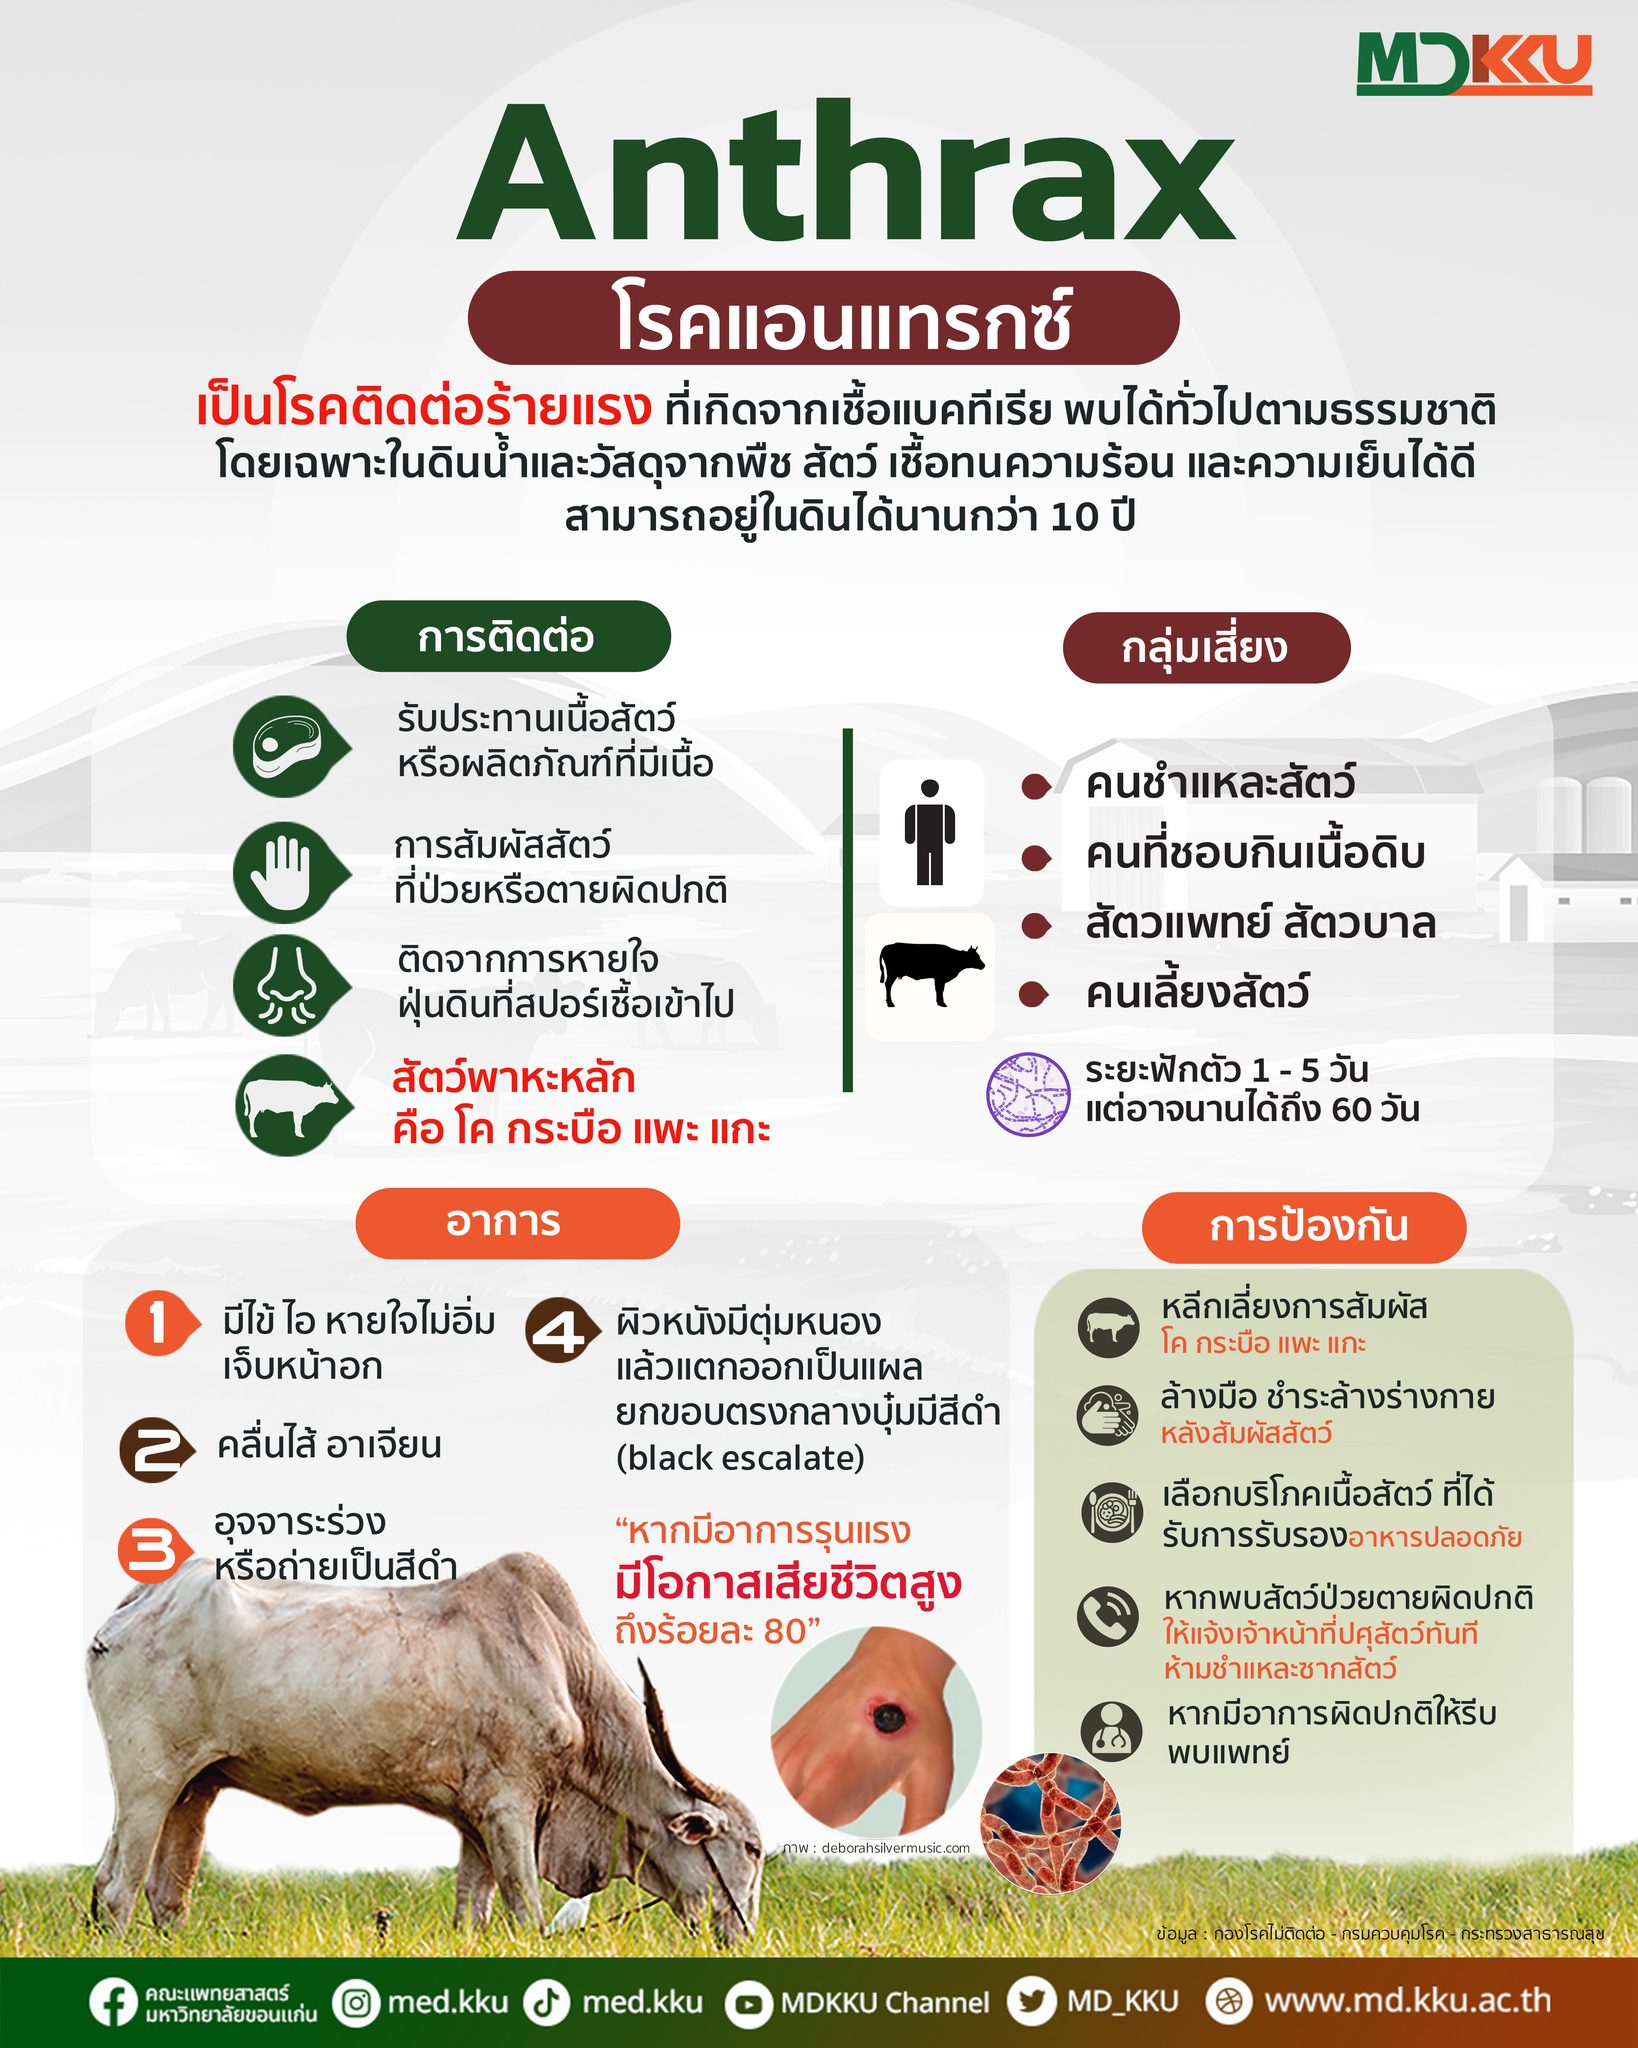 MDKKU
Anthrax
โรคแอนแทรกซ์
เป็นโรคติดต่อร้ายแรง ที่เกิดจากเชื้อแบคทีเรีย พบได้ทั่วไปตามธรรมชาติ
โดยเฉพาะในดินน้ำและวัสดุจากพืช สัตว์ เชื้อทนความร้อน และความเย็นได้ดี
สามารถอยู่ในดินได้นานกว่า 10 ปี
การติดต่อ
รับประทานเนื้อสัตว์
หรือผลิตภัณฑ์ที่มีเนื้อ
การสัมผัสสัตว์
ที่ป่วยหรือตายผิดปกติ
ติดจากการหายใจ
ฝุ่นดินที่สปอร์เชื้อเข้าไป
สัตว์พาหะหลัก
คือ โค กระบือ แพะ แกะ
กลุ่มเสี่ยง
คนชำแหละสัตว์
คนที่ชอบกินเนื้อดิบ
สัตวแพทย์ สัตวบาล
คนเลี้ยงสัตว์
ระยะฟักตัว 1 - 5 วัน
แต่อาจนานได้ถึง 60 วัน
อาการ
1 มีไข้ ไอ หายใจไม่อิ่ม
เจ็บหน้าอก
2 คลื่นไส้ อาเจียน
3 อุจจาระร่วง
หรือถ่ายเป็นสีดำ
4 ผิวหนังมีตุ่มหนอง
แล้วแตกออกเป็นแผล
ยกขอบตรงกลางบุ๋มมีสีดำ
(black escalate)
“หากมีอาการรุนแรง
มีโอกาสเสียชีวิตสูง
ถึงร้อยละ 80”
ภาพ : deborahsilvermusic.com
การป้องกัน
หลีกเลี่ยงการสัมผัส
โค กระบือ แพะ แกะ
ล้างมือ ชำระล้างร่างกาย
หลังสัมผัสสัตว์
เลือกบริโภคเนื้อสัตว์ ที่ได้
รับการรับรองอาหารปลอดภัย
หากพบสัตว์ป่วยตายผิดปกติ
ให้แจ้งเจ้าหน้าที่ปศุสัตว์ทันที
ห้ามชำแหละซากสัตว์
หากมีอาการผิดปกติให้รีบ
พบแพทย์
ข้อมูล : กองโรคไม่ติดต่อ - กรมควบคุมโรค - กระทรวงสาธารณสุข
คณะแพทยสาสตร์
มหาวิทยาลัยขอนแก่น
med.kku
med.kku
MDKKU Channel
MD_KKU
www.md.kku.ac.th